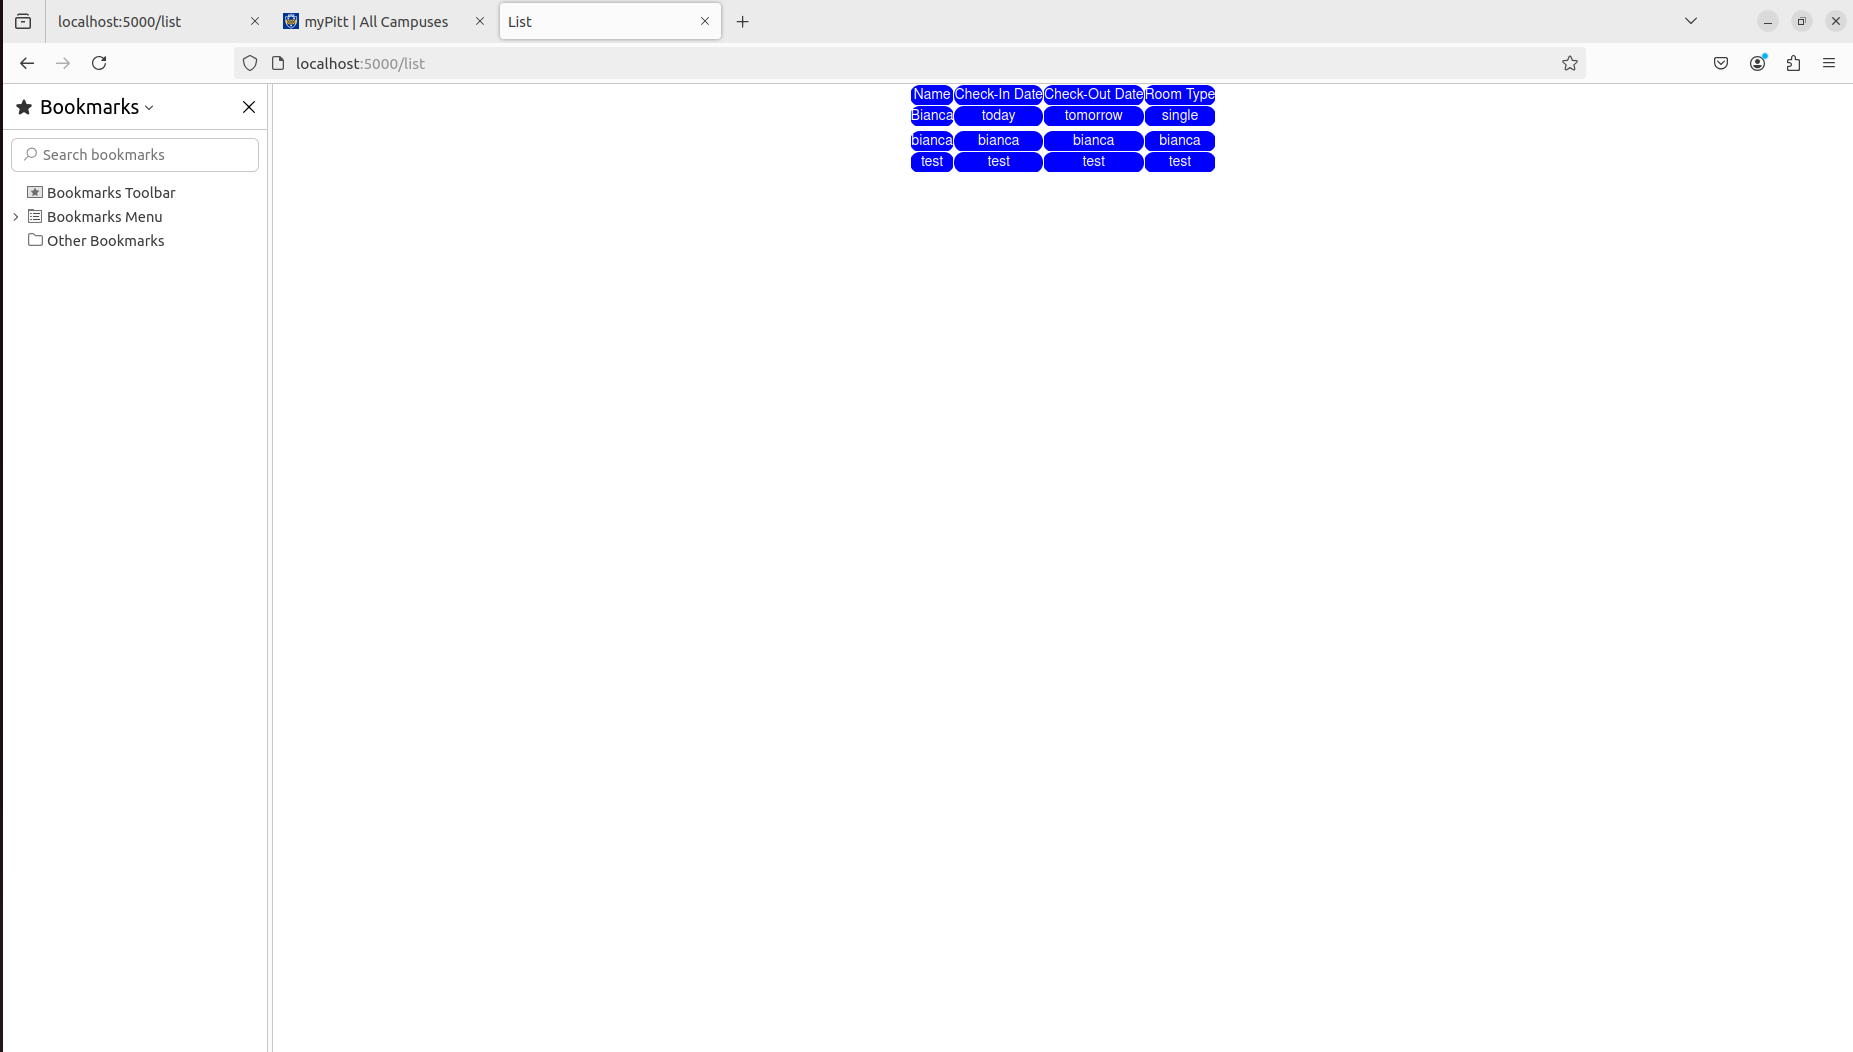 localhost:5000/list
myPitt | All Campuses
List
localhost:5000/list
Bookmarks
Search bookmarks
Bookmarks Toolbar
Bookmarks Menu
Other Bookmarks
Name Check-In Date Check-Out Date Room Type
Bianca today tomorrow single
bianca bianca bianca bianca
test test test test